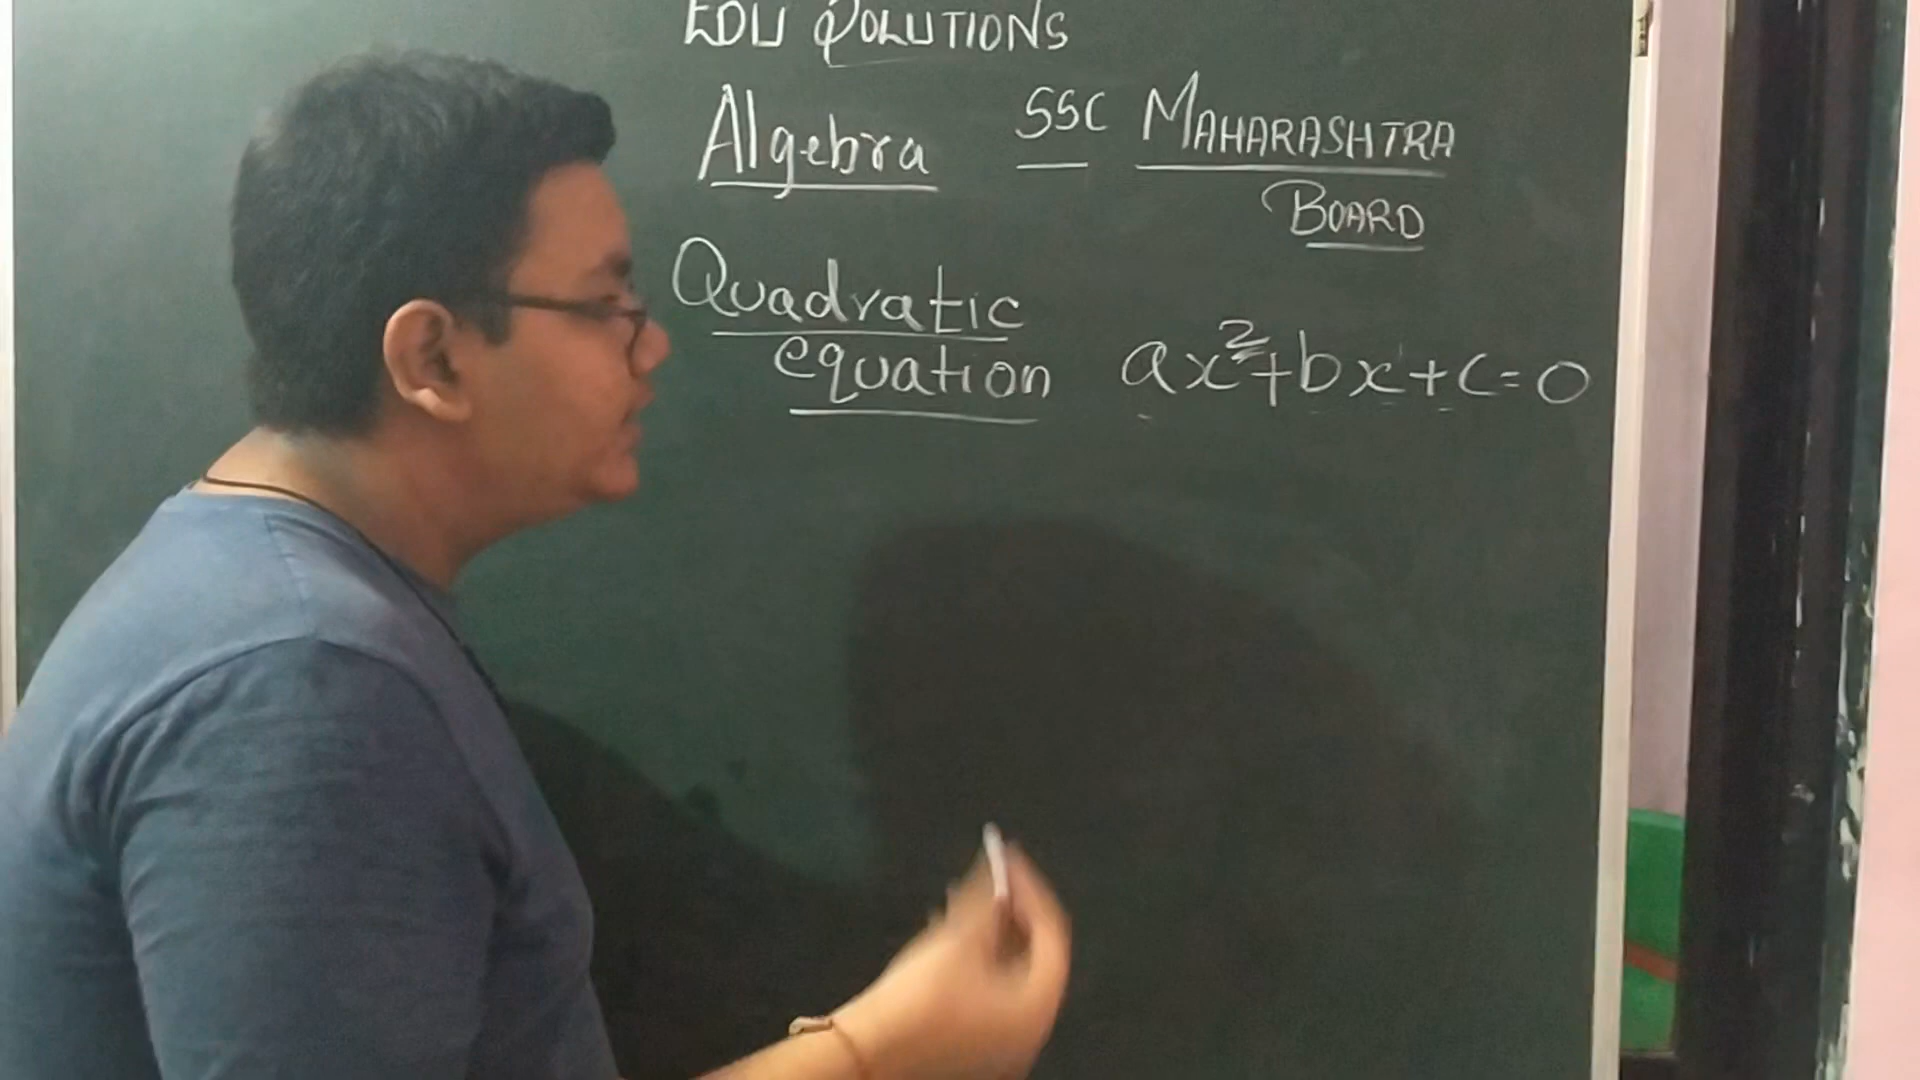 EDU SOLUTIONS
Algebra SSC MAHARASHTRA
BOARD
Quadratic
equation ax²+bx+c=0